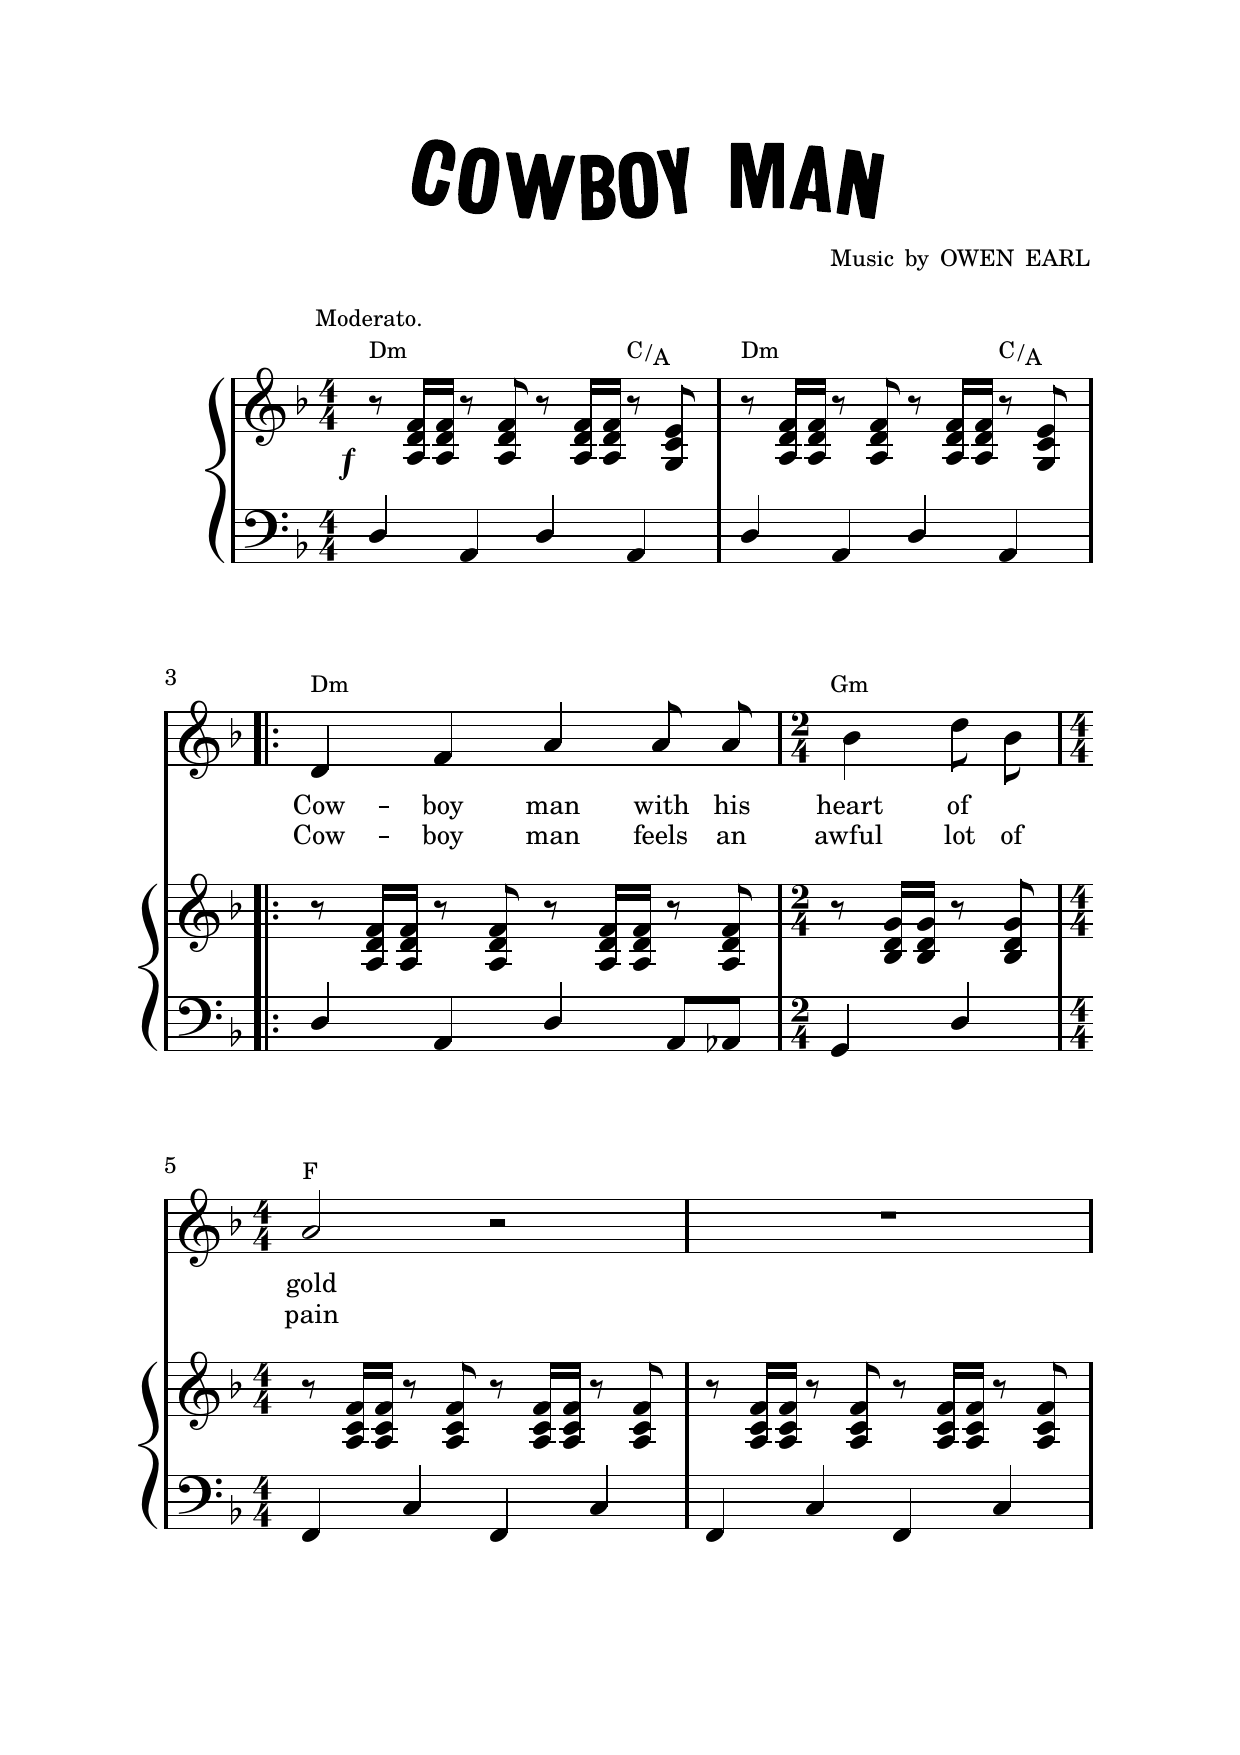 COWBOY MAN
Music by OWEN EARL
Moderato.
Dm C/A Dm C/A
f
3
Dm Gm
Cow - boy man with his heart of
Cow - boy man feels an awful lot of
5
F
gold
pain